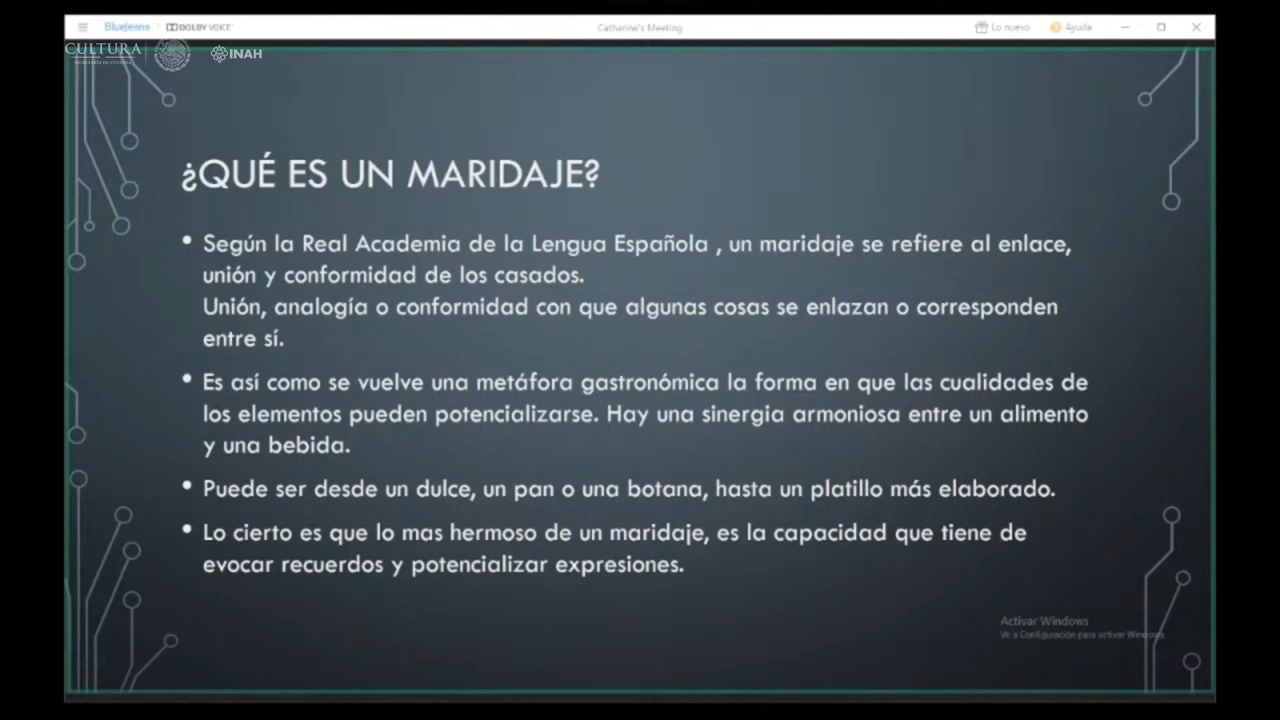 BlueJeans
DOLBY VOICE
Catharine's Meeting
Lo nuevo
Ayuda
CULTURA
SECRETARÍA DE CULTURA
INAH
¿QUÉ ES UN MARIDAJE?
• Según la Real Academia de la Lengua Española , un maridaje se refiere al enlace,
unión y conformidad de los casados.
Unión, analogía o conformidad con que algunas cosas se enlazan o corresponden
entre sí.
• Es así como se vuelve una metáfora gastronómica la forma en que las cualidades de
los elementos pueden potencializarse. Hay una sinergia armoniosa entre un alimento
y una bebida.
• Puede ser desde un dulce, un pan o una botana, hasta un platillo más elaborado.
• Lo cierto es que lo mas hermoso de un maridaje, es la capacidad que tiene de
evocar recuerdos y potencializar expresiones.
Activar Windows
Ve a Configuración para activar Windows.